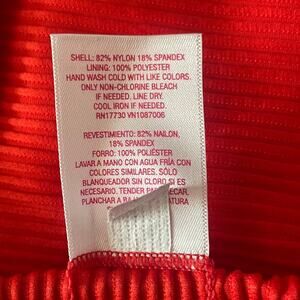 SHELL: 82% NYLON 18% SPANDEX
LINING: 100% POLYESTER
HAND WASH COLD WITH LIKE COLORS.
ONLY NON-CHLORINE BLEACH
IF NEEDED. LINE DRY.
COOL IRON IF NEEDED.
RN17730 VN1087006
REVESTIMIENTO: 82% NAILON,
18% SPANDEX
FORRO: 100% POLIÉSTER
LAVAR A MANO CON AGUA FRÍA CON
COLORES SIMILARES. SÓLO
BLANQUEADOR SIN CLORO SI ES
NECESARIO. TENDER PARA
PLANCHAR A